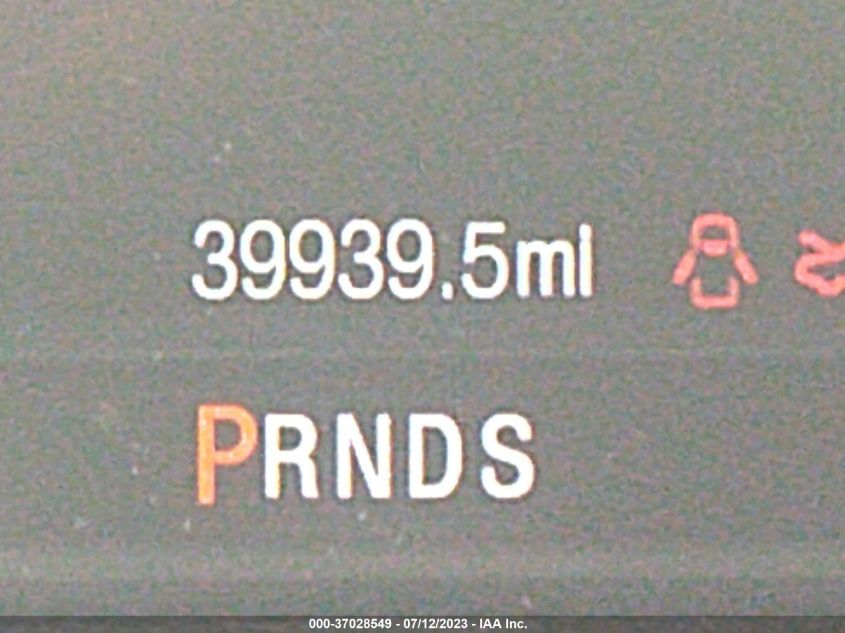 39939.5mi
PRNDS
000-37028549 - 07/12/2023 - IAA Inc.